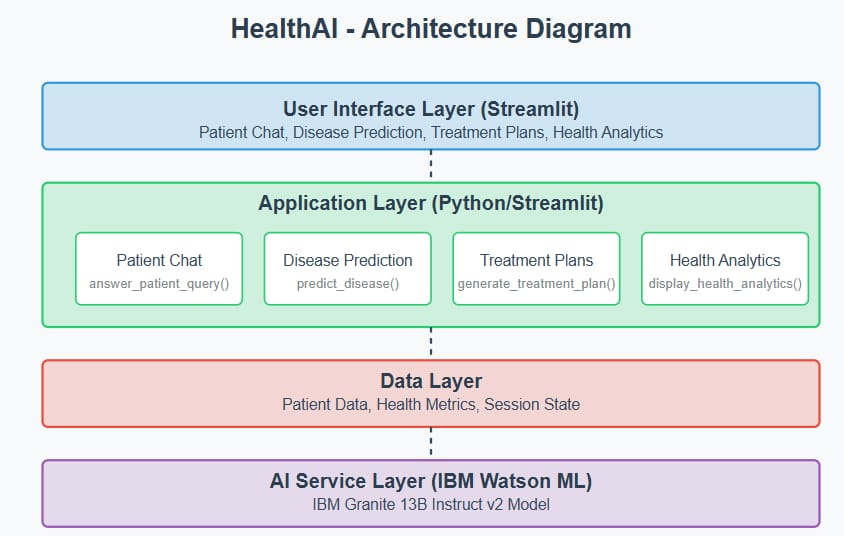 HealthAI - Architecture Diagram
User Interface Layer (Streamlit)
Patient Chat, Disease Prediction, Treatment Plans, Health Analytics
Application Layer (Python/Streamlit)
Patient Chat
answer_patient_query()
Disease Prediction
predict_disease()
Treatment Plans
generate_treatment_plan()
Health Analytics
display_health_analytics()
Data Layer
Patient Data, Health Metrics, Session State
AI Service Layer (IBM Watson ML)
IBM Granite 13B Instruct v2 Model